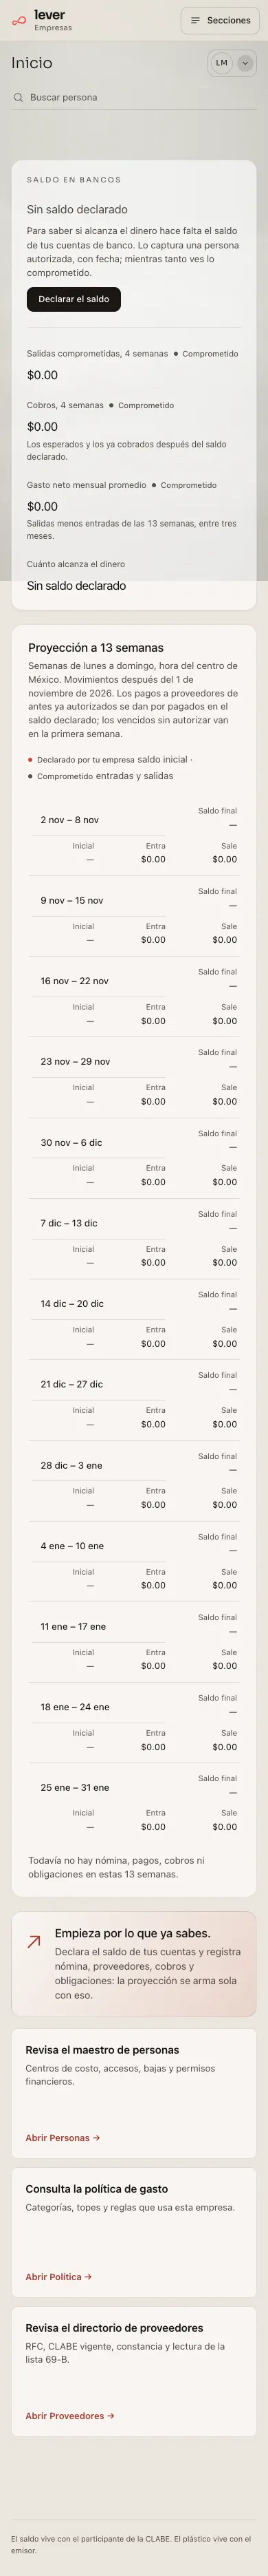 lever
Empresas
Secciones
Inicio
LM
Buscar persona
SALDO EN BANCOS
Sin saldo declarado
Para saber si alcanza el dinero hace falta el saldo
de tus cuentas de banco. Lo captura una persona
autorizada, con fecha; mientras tanto ves lo
comprometido.
Declarar el saldo
Salidas comprometidas, 4 semanas • Comprometido
$0.00
Cobros, 4 semanas • Comprometido
$0.00
Los esperados y los ya cobrados después del saldo
declarado.
Gasto neto mensual promedio • Comprometido
$0.00
Salidas menos entradas de las 13 semanas, entre tres
meses.
Cuánto alcanza el dinero
Sin saldo declarado
Proyección a 13 semanas
Semanas de lunes a domingo, hora del centro de
México. Movimientos después del 1 de
noviembre de 2026. Los pagos a proveedores de
antes ya autorizados se dan por pagados en el
saldo declarado; los vencidos sin autorizar van
en la primera semana.
• Declarado por tu empresa saldo inicial ·
• Comprometido entradas y salidas
Saldo final
2 nov – 8 nov —
Inicial Entra Sale
— $0.00 $0.00
Saldo final
9 nov – 15 nov —
Inicial Entra Sale
— $0.00 $0.00
Saldo final
16 nov – 22 nov —
Inicial Entra Sale
— $0.00 $0.00
Saldo final
23 nov – 29 nov —
Inicial Entra Sale
— $0.00 $0.00
Saldo final
30 nov – 6 dic —
Inicial Entra Sale
— $0.00 $0.00
Saldo final
7 dic – 13 dic —
Inicial Entra Sale
— $0.00 $0.00
Saldo final
14 dic – 20 dic —
Inicial Entra Sale
— $0.00 $0.00
Saldo final
21 dic – 27 dic —
Inicial Entra Sale
— $0.00 $0.00
Saldo final
28 dic – 3 ene —
Inicial Entra Sale
— $0.00 $0.00
Saldo final
4 ene – 10 ene —
Inicial Entra Sale
— $0.00 $0.00
Saldo final
11 ene – 17 ene —
Inicial Entra Sale
— $0.00 $0.00
Saldo final
18 ene – 24 ene —
Inicial Entra Sale
— $0.00 $0.00
Saldo final
25 ene – 31 ene —
Inicial Entra Sale
— $0.00 $0.00
Todavía no hay nómina, pagos, cobros ni
obligaciones en estas 13 semanas.
Empieza por lo que ya sabes.
Declara el saldo de tus cuentas y registra
nómina, proveedores, cobros y
obligaciones: la proyección se arma sola
con eso.
Revisa el maestro de personas
Centros de costo, accesos, bajas y permisos
financieros.
Abrir Personas →
Consulta la política de gasto
Categorías, topes y reglas que usa esta empresa.
Abrir Política →
Revisa el directorio de proveedores
RFC, CLABE vigente, constancia y lectura de la
lista 69-B.
Abrir Proveedores →
El saldo vive con el participante de la CLABE. El plástico vive con el
emisor.